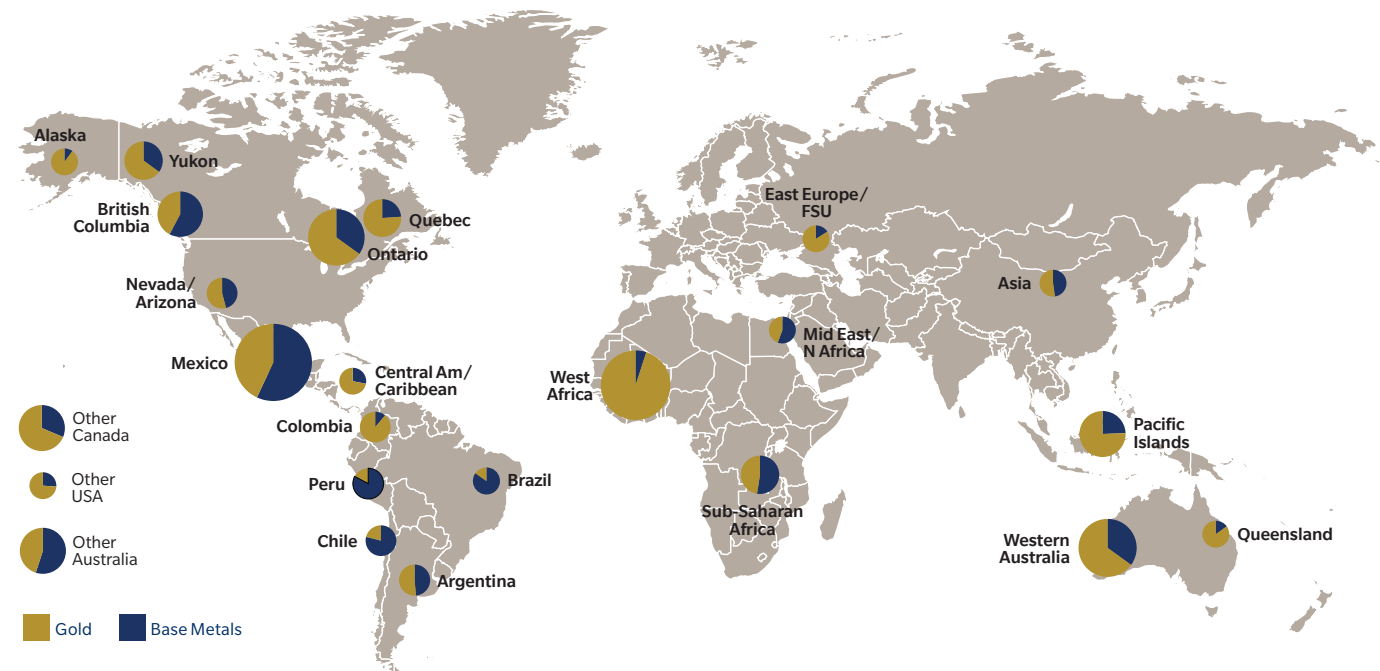 Alaska
Yukon
British
Columbia
Quebec
Ontario
Nevada/
Arizona
Mexico
Central Am/
Caribbean
Colombia
Peru
Brazil
Chile
Argentina
East Europe/
FSU
Asia
Mid East/
N Africa
West
Africa
Sub-Saharan
Africa
Pacific
Islands
Western
Australia
Queensland
Other
Canada
Other
USA
Other
Australia
Gold
Base Metals